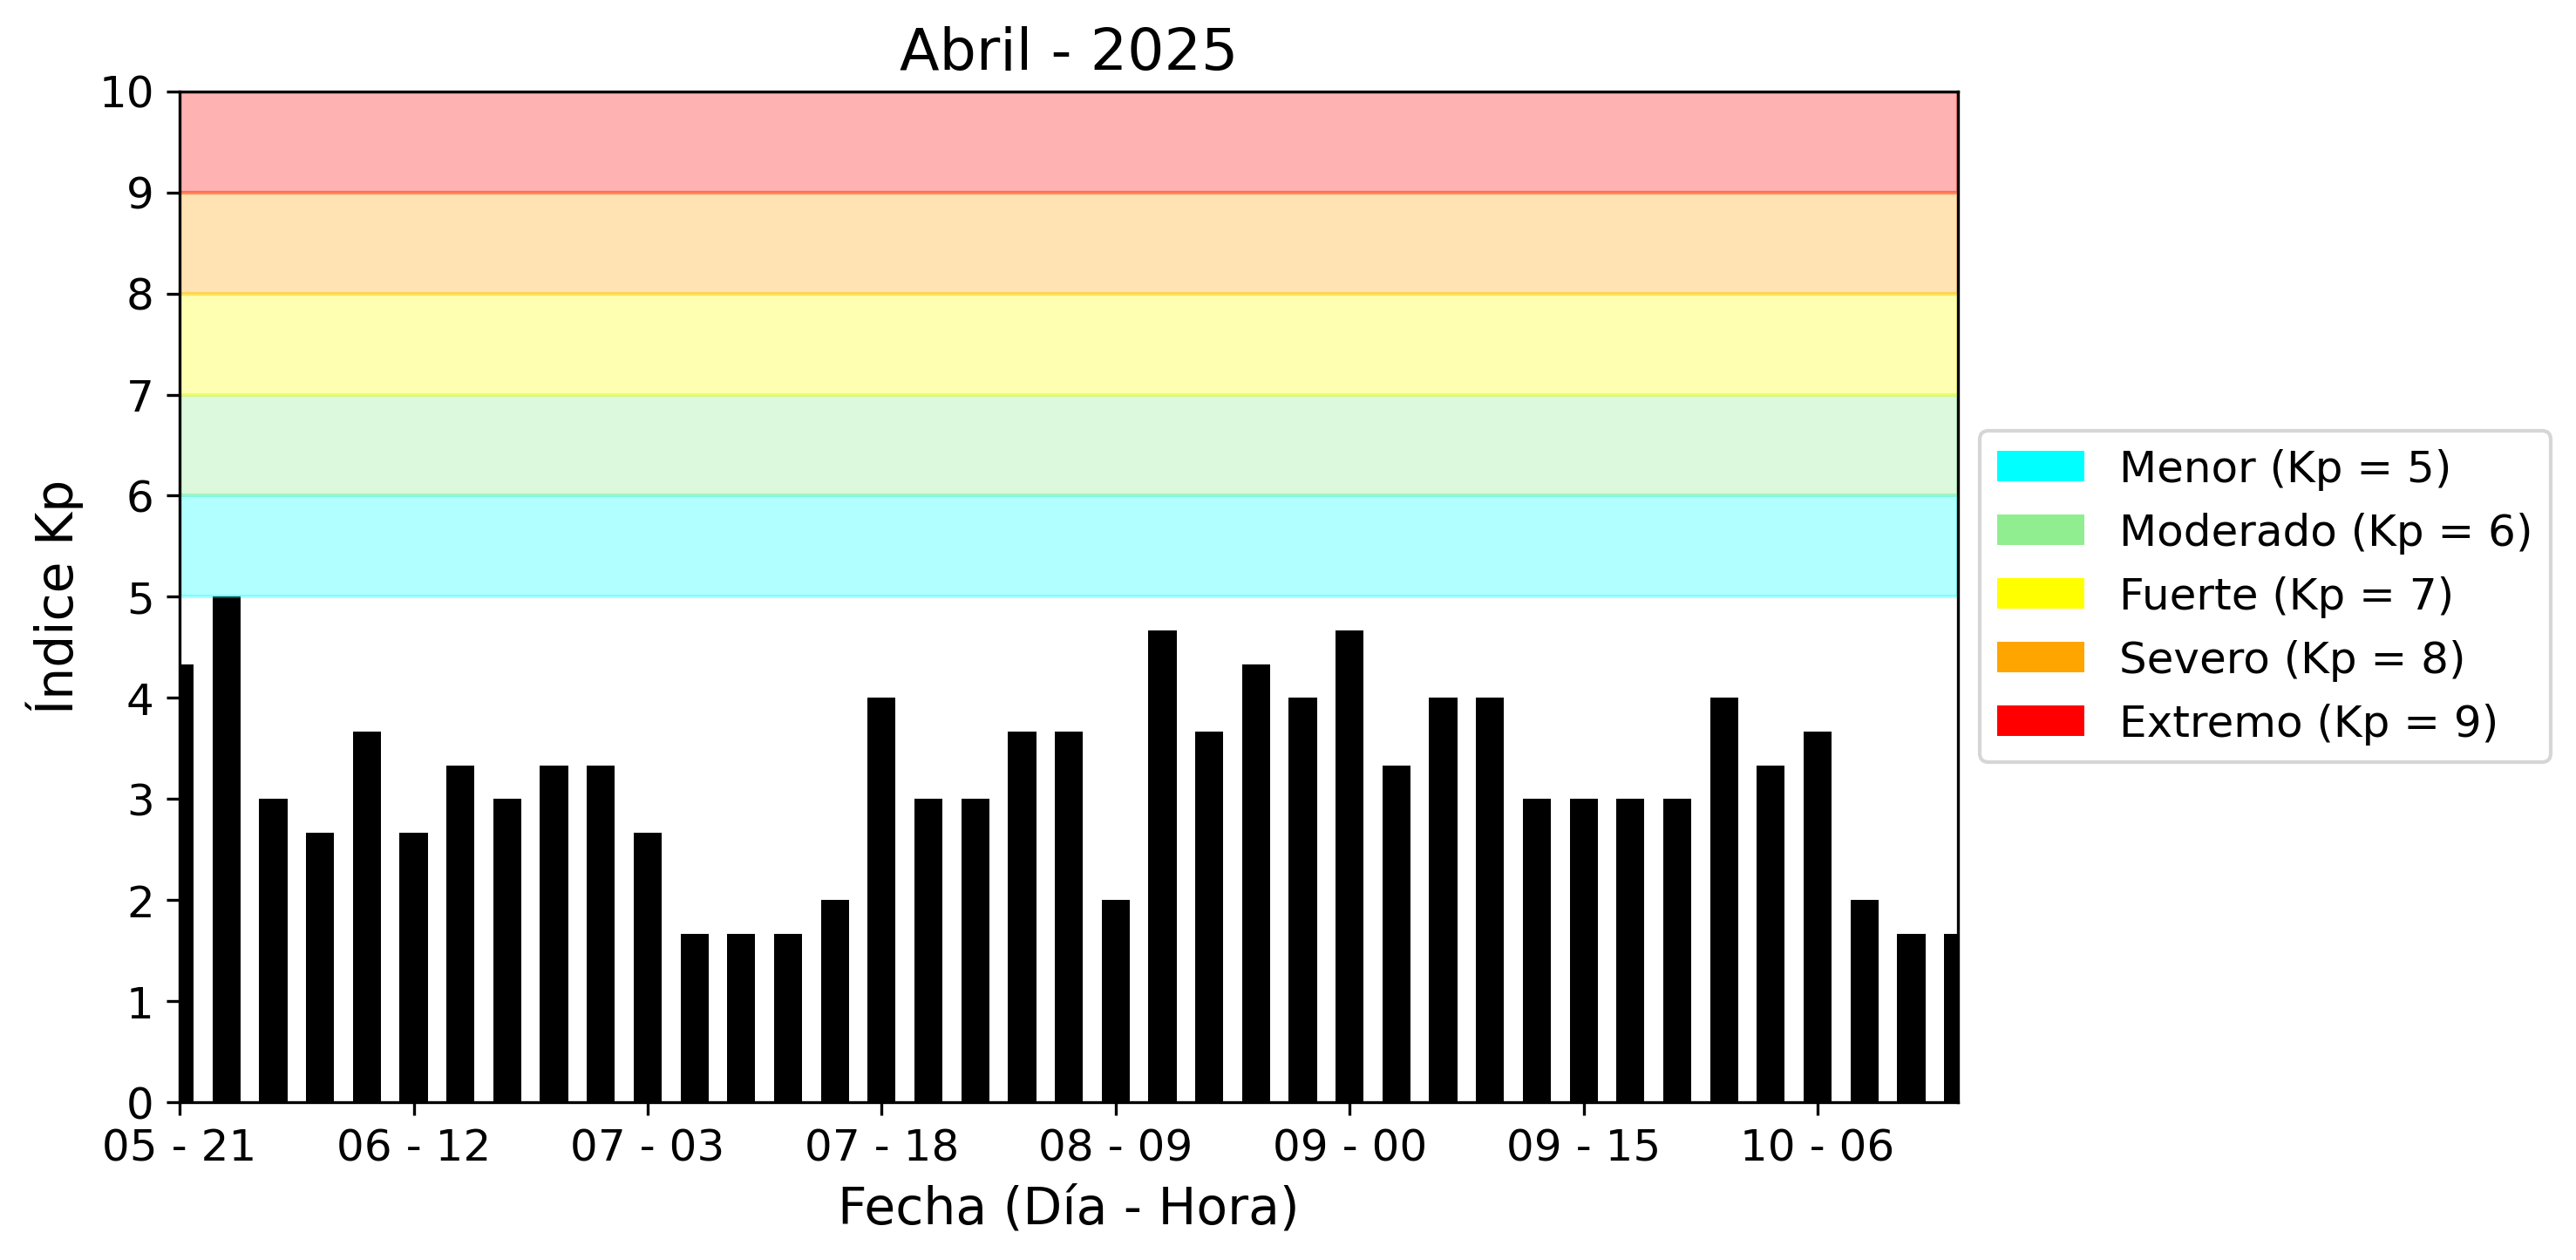 Abril - 2025
10
9
8
7
6
5
4
3
2
1
0
Índice Kp
05 - 21
06 - 12
07 - 03
07 - 18
08 - 09
09 - 00
09 - 15
10 - 06
Fecha (Día - Hora)
Menor (Kp = 5)
Moderado (Kp = 6)
Fuerte (Kp = 7)
Severo (Kp = 8)
Extremo (Kp = 9)